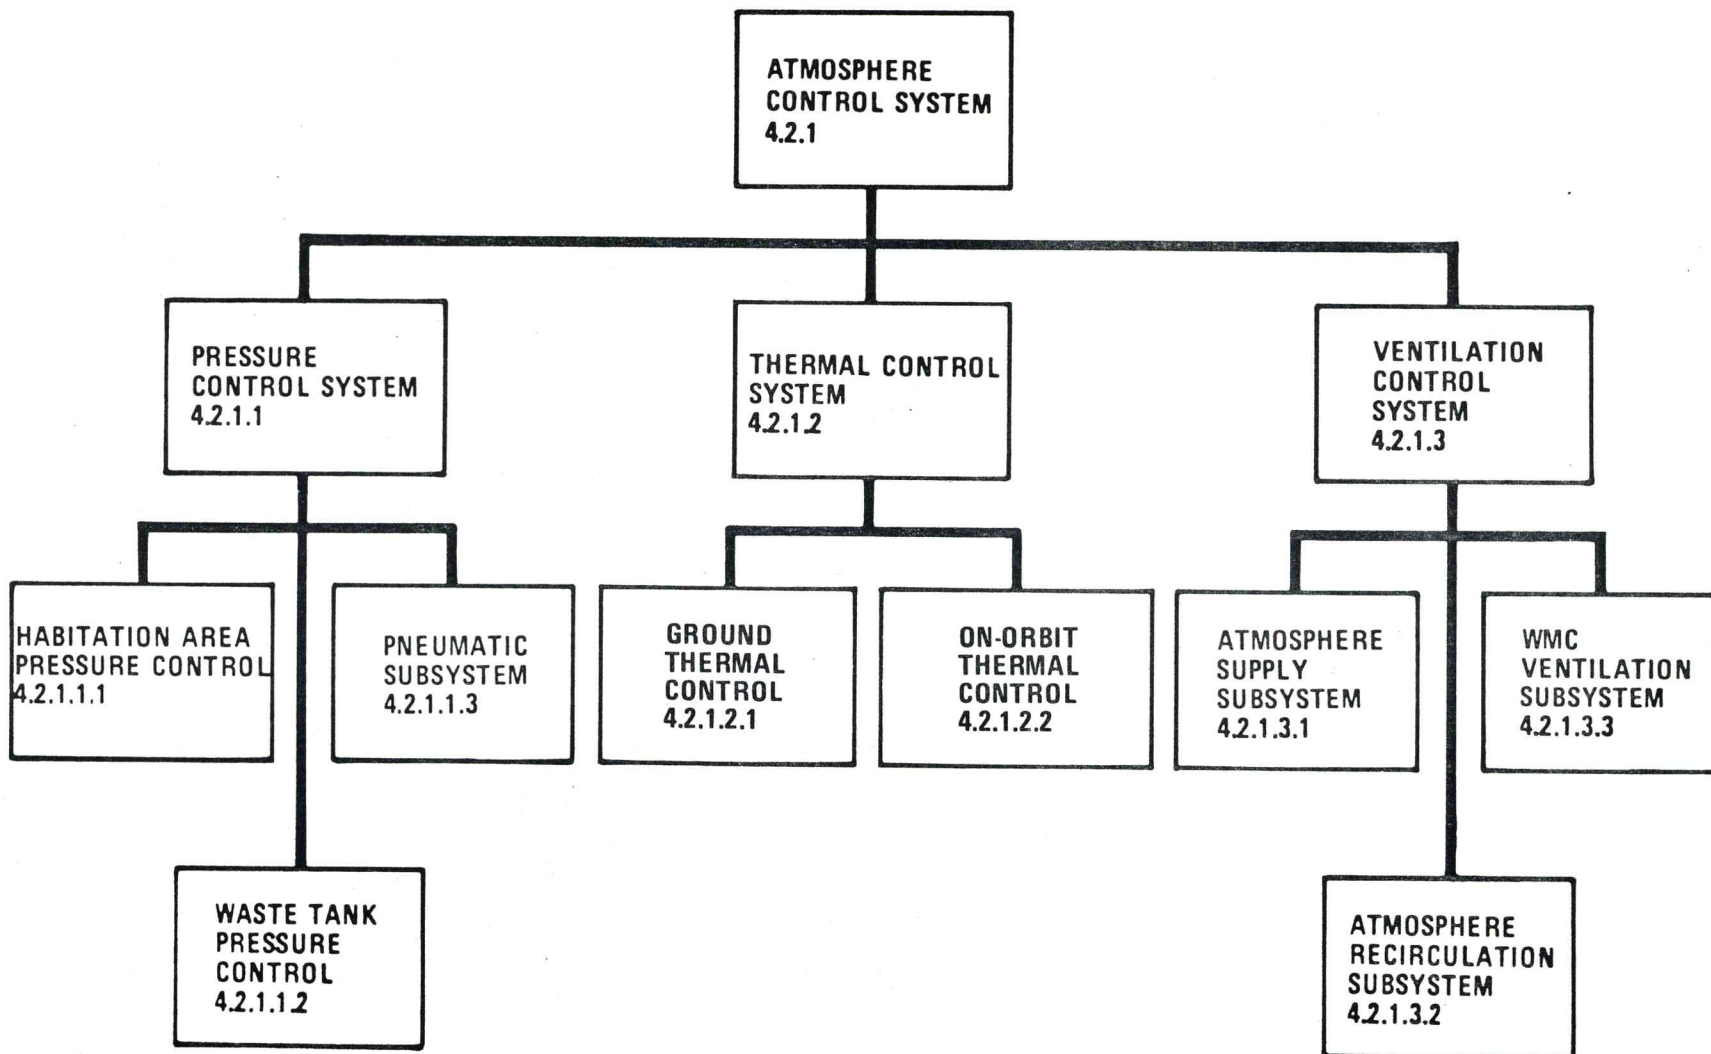 ATMOSPHERE
CONTROL SYSTEM
4.2.1
PRESSURE
CONTROL SYSTEM
4.2.1.1
THERMAL CONTROL
SYSTEM
4.2.1.2
VENTILATION
CONTROL
SYSTEM
4.2.1.3
HABITATION AREA
PRESSURE CONTROL
4.2.1.1.1
PNEUMATIC
SUBSYSTEM
4.2.1.1.3
GROUND
THERMAL
CONTROL
4.2.1.2.1
ON-ORBIT
THERMAL
CONTROL
4.2.1.2.2
ATMOSPHERE
SUPPLY
SUBSYSTEM
4.2.1.3.1
WMC
VENTILATION
SUBSYSTEM
4.2.1.3.3
WASTE TANK
PRESSURE
CONTROL
4.2.1.1.2
ATMOSPHERE
RECIRCULATION
SUBSYSTEM
4.2.1.3.2